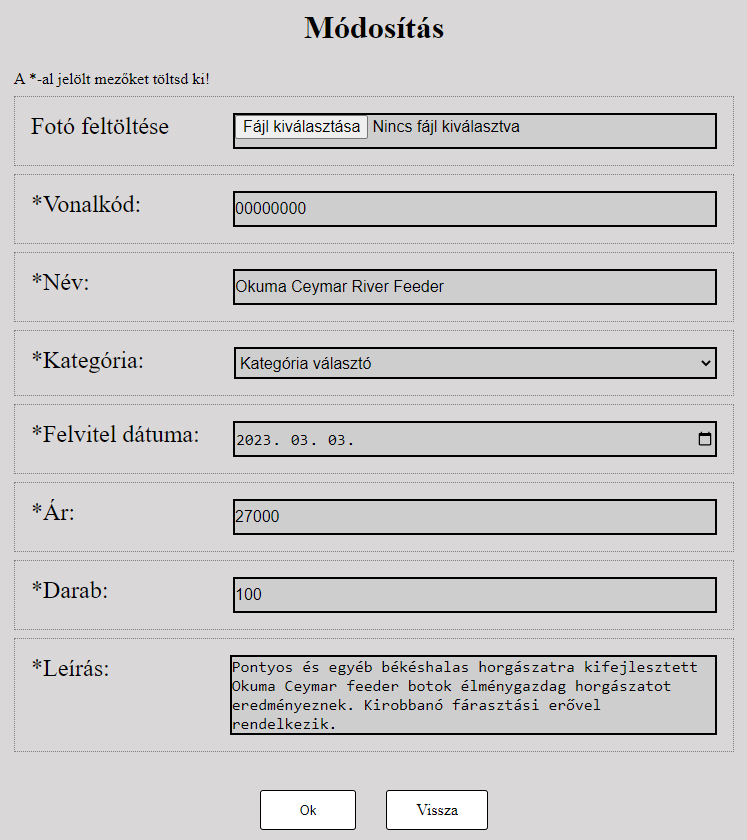 Módosítás
A *-al jelölt mezőket töltsd ki!
Fotó feltöltése Fájl kiválasztása Nincs fájl kiválasztva
*Vonalkód: 00000000
*Név: Okuma Ceymar River Feeder
*Kategória: Kategória választó
*Felvitel dátuma: 2023. 03. 03.
*Ár: 27000
*Darab: 100
*Leírás: Pontyos és egyéb békéshalas horgászatra kifejlesztett
Okuma Ceymar feeder botok élménygazdag horgászatot
eredményeznek. Kirobbanó fárasztási erővel
rendelkezik.
Ok Vissza